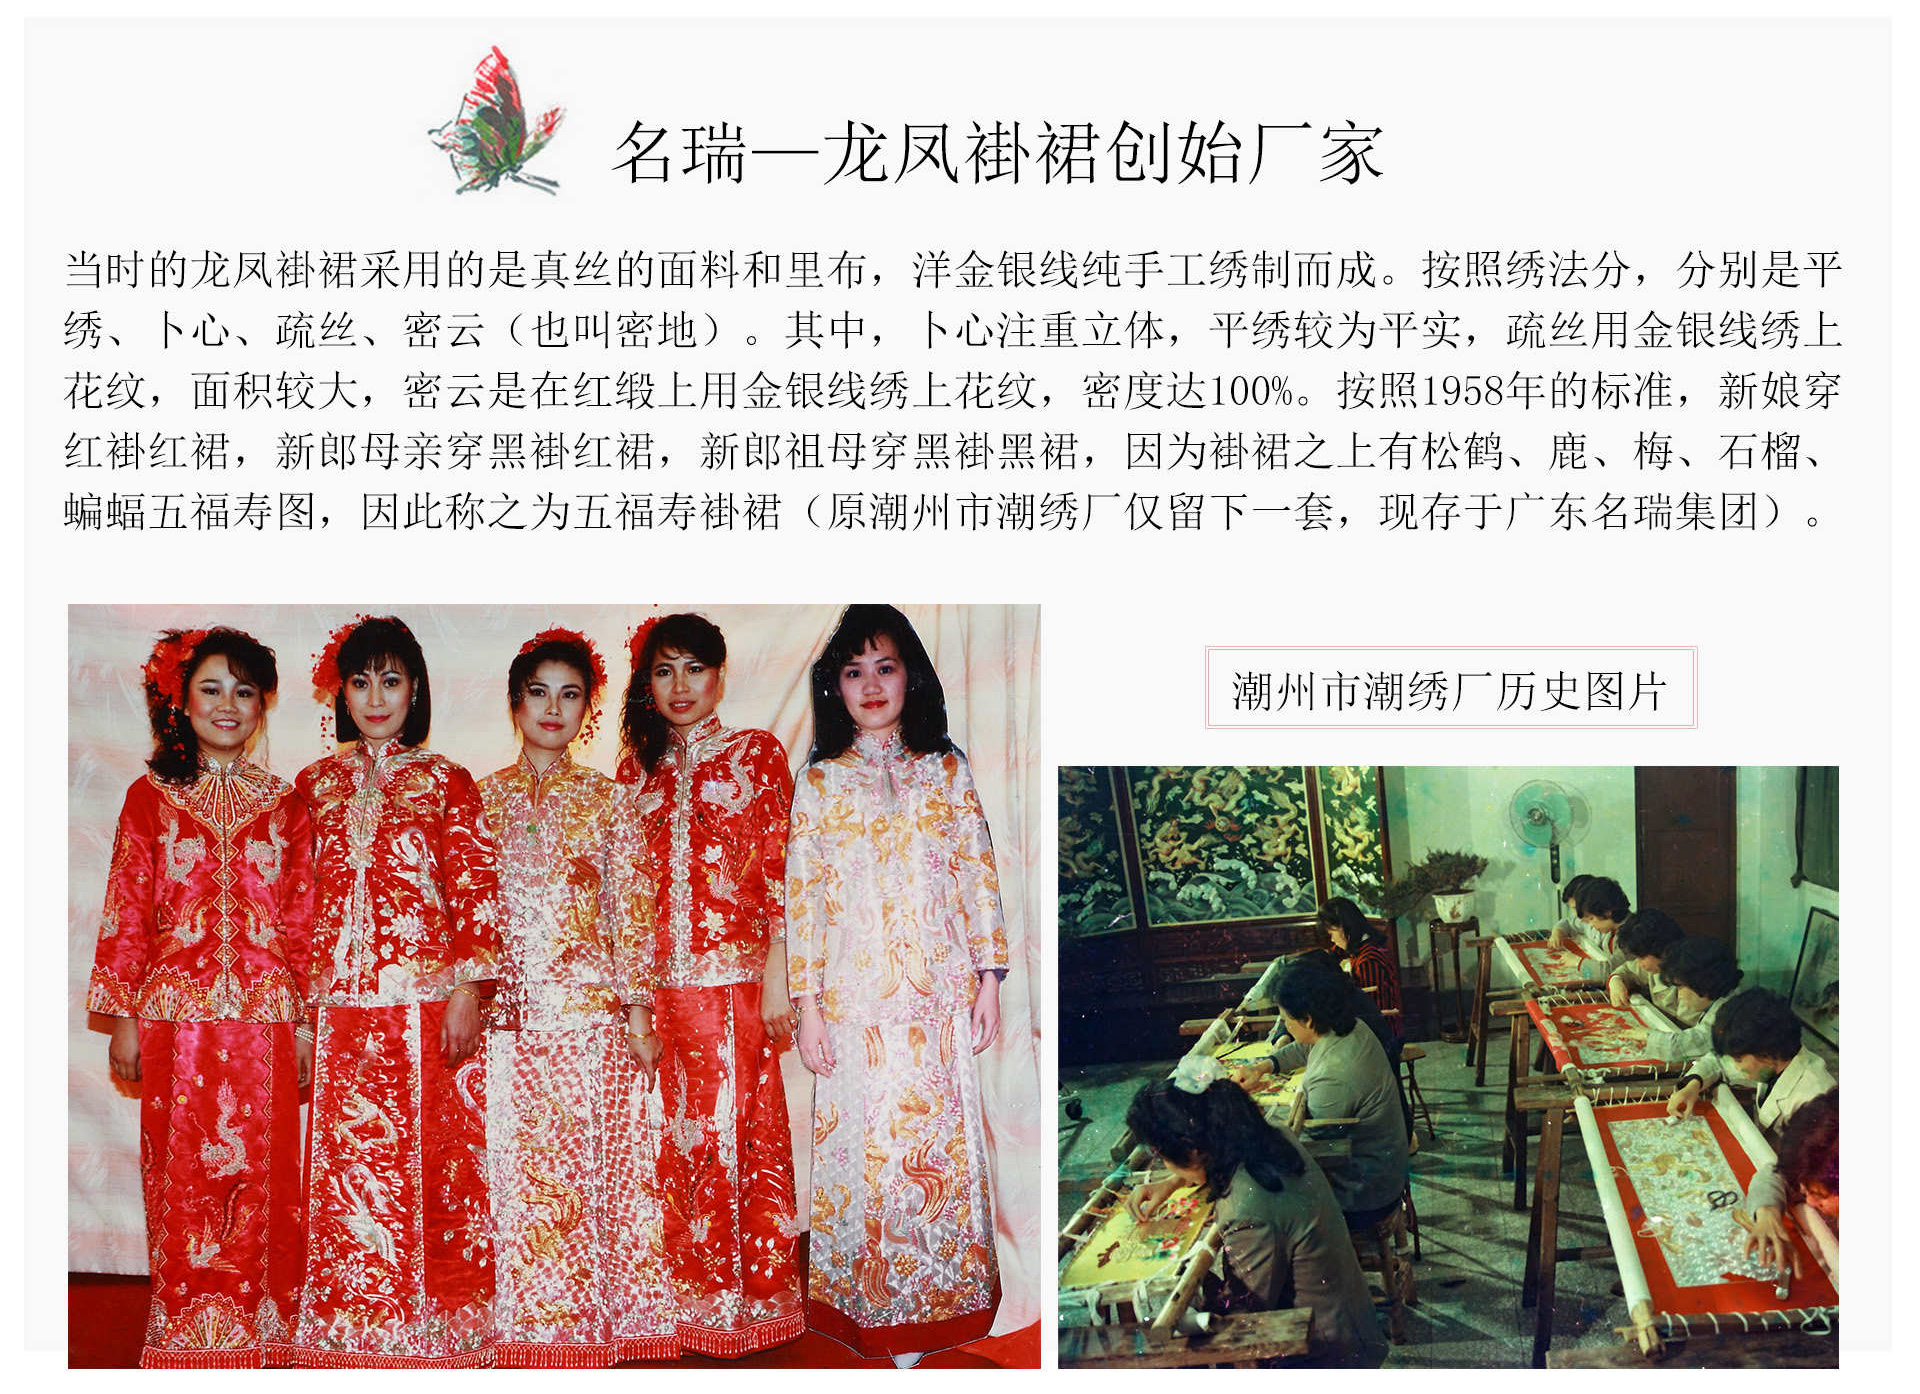 名瑞—龙凤褂裙创始厂家
当时的龙凤褂裙采用的是真丝的面料和里布，洋金银线纯手工绣制而成。按照绣法分，分别是平
绣、卜心、疏丝、密云（也叫密地）。其中，卜心注重立体，平绣较为平实，疏丝用金银线绣上
花纹，面积较大，密云是在红缎上用金银线绣上花纹，密度达100%。按照1958年的标准，新娘穿
红褂红裙，新郎母亲穿黑褂红裙，新郎祖母穿黑褂黑裙，因为褂裙之上有松鹤、鹿、梅、石榴、
蝙蝠五福寿图，因此称之为五福寿褂裙（原潮州市潮绣厂仅留下一套，现存于广东名瑞集团）。
潮州市潮绣厂历史图片